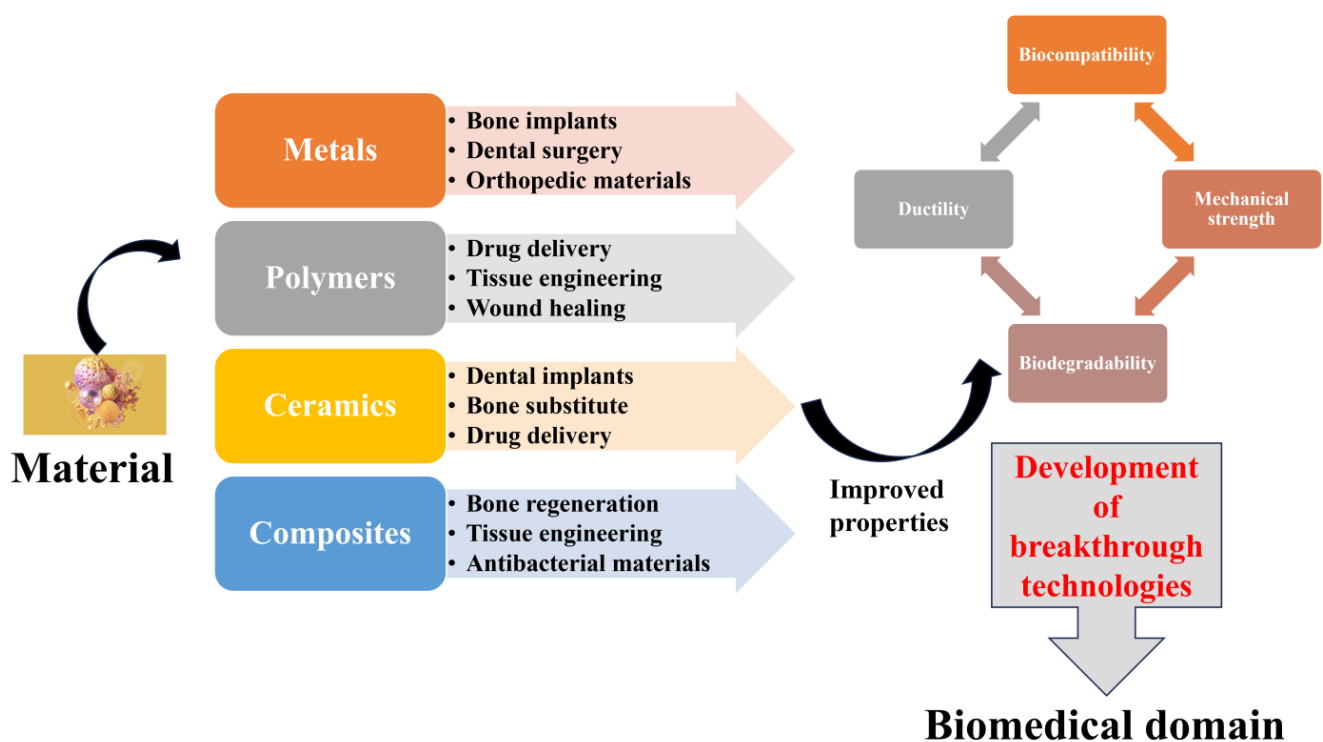 Material
Metals
• Bone implants
• Dental surgery
• Orthopedic materials
Polymers
• Drug delivery
• Tissue engineering
• Wound healing
Ceramics
• Dental implants
• Bone substitute
• Drug delivery
Composites
• Bone regeneration
• Tissue engineering
• Antibacterial materials
Improved
properties
Biocompatibility
Ductility
Mechanical
strength
Biodegradability
Development
of
breakthrough
technologies
Biomedical domain